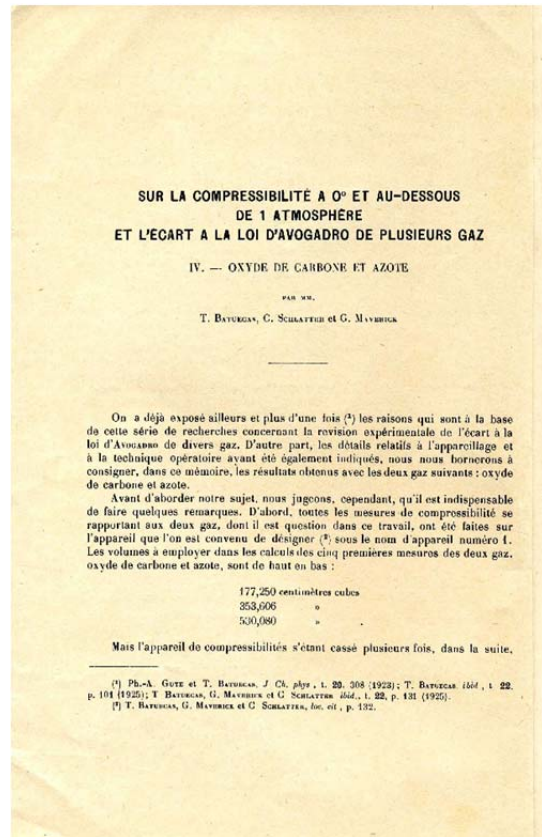 SUR LA COMPRESSIBILITÉ A 0° ET AU-DESSOUS
DE 1 ATMOSPHÈRE
ET L'ECART A LA LOI D'AVOGADRO DE PLUSIEURS GAZ
IV. — OXYDE DE CARBONE ET AZOTE
PAR MM.
T. BATUECAS, C. SCHLATTER et G. MAVERICK
On a déjà exposé ailleurs et plus d'une fois (¹) les raisons qui sont à la base
de cette série de recherches concernant la revision expérimentale de l'écart à la
loi d'AVOGADRO de divers gaz. D'autre part, les détails relatifs à l'appareillage et
à la technique opératoire ayant été également indiqués, nous nous bornerons à
consigner, dans ce mémoire, les résultats obtenus avec les deux gaz suivants : oxyde
de carbone et azote.
Avant d'aborder notre sujet, nous jugeons, cependant, qu'il est indispensable
de faire quelques remarques. D'abord, toutes les mesures de compressibilité se
rapportant aux deux gaz, dont il est question dans ce travail, ont été faites sur
l'appareil que l'on est convenu de désigner (²) sous le nom d'appareil numéro 1.
Les volumes à employer dans les calculs des cinq premières mesures des deux gaz,
oxyde de carbone et azote, sont de haut en bas :
177,250 centimètres cubes
353,606 »
530,080 » .
Mais l'appareil de compressibilités s'étant cassé plusieurs fois, dans la suite,
(¹) Ph.-A. GUYE et T. BATUECAS, J Ch. phys , t. 20, 308 (1923); T. BATUECAS ibid , t 22,
p. 101 (1925); T BATUECAS, G. MAVERICK et C SCHLATTER ibid., t. 22, p. 131 (1925).
(²) T. BATUECAS, G. MAVERICK et C SCHLATTER, loc. cit , p. 132.